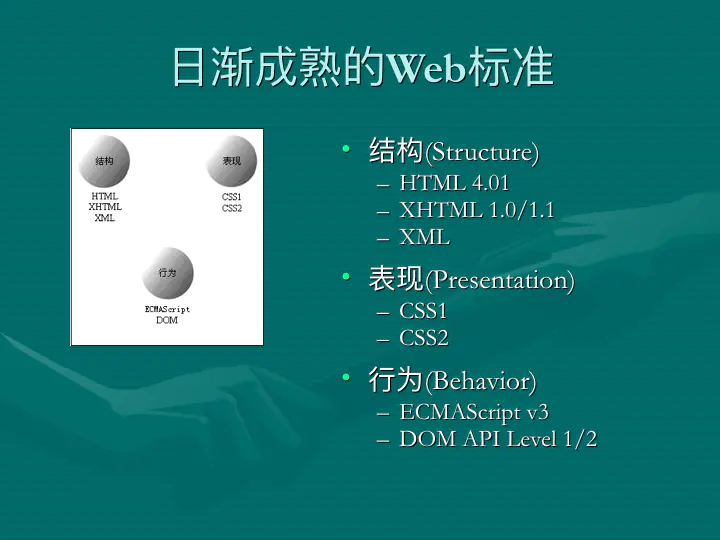 日渐成熟的Web标准
结构
HTML
XHTML
XML
表现
CSS1
CSS2
行为
ECMAScript
DOM
• 结构(Structure)
– HTML 4.01
– XHTML 1.0/1.1
– XML
• 表现(Presentation)
– CSS1
– CSS2
• 行为(Behavior)
– ECMAScript v3
– DOM API Level 1/2